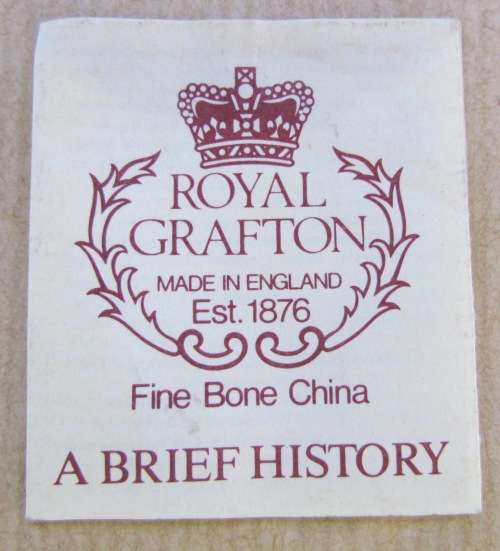 ROYAL
GRAFTON
MADE IN ENGLAND
Est. 1876
Fine Bone China
A BRIEF HISTORY